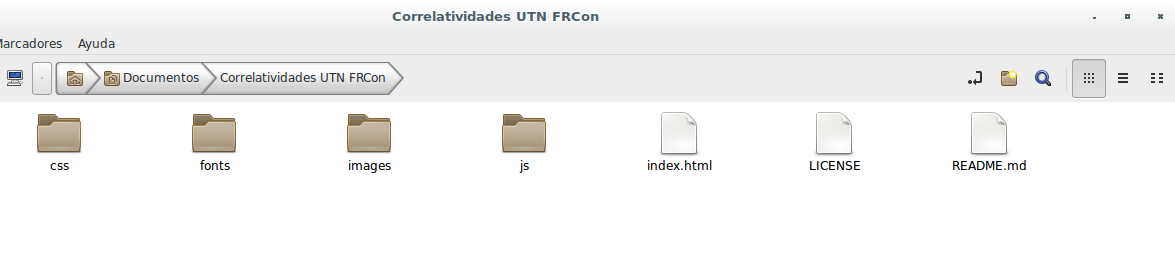 Correlatividades UTN FRCon
Marcadores Ayuda
Documentos Correlatividades UTN FRCon
css fonts images js index.html LICENSE README.md